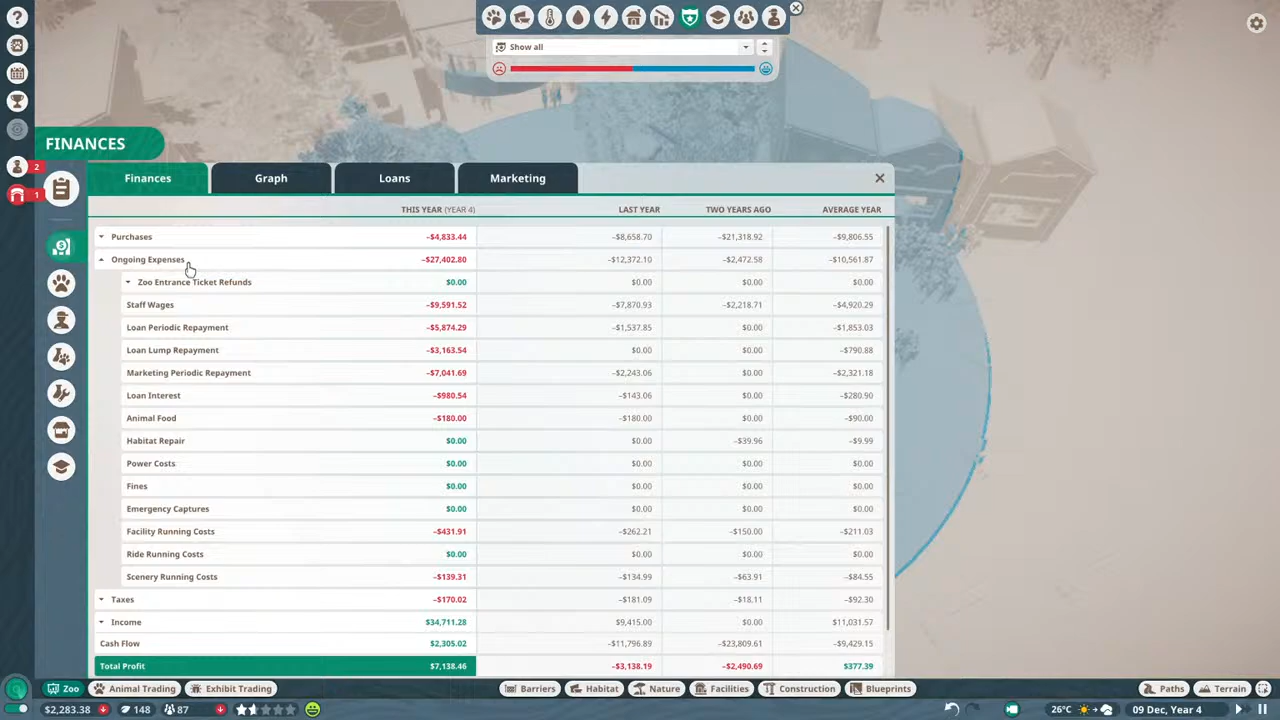 Show all
2
1
FINANCES
Finances Graph Loans Marketing
THIS YEAR (YEAR 4) LAST YEAR TWO YEARS AGO AVERAGE YEAR
Purchases –$4,833.44 –$8,658.70 –$21,318.92 –$9,806.55
Ongoing Expenses –$27,402.80 –$12,372.10 –$2,472.58 –$10,561.87
Zoo Entrance Ticket Refunds $0.00 $0.00 $0.00 $0.00
Staff Wages –$9,591.52 –$7,870.93 –$2,218.71 –$4,920.29
Loan Periodic Repayment –$5,874.29 –$1,537.85 $0.00 –$1,853.03
Loan Lump Repayment –$3,163.54 $0.00 $0.00 –$790.88
Marketing Periodic Repayment –$7,041.69 –$2,243.06 $0.00 –$2,321.18
Loan Interest –$980.54 –$143.06 $0.00 –$280.90
Animal Food –$180.00 –$180.00 $0.00 –$90.00
Habitat Repair $0.00 $0.00 –$39.96 –$9.99
Power Costs $0.00 $0.00 $0.00 $0.00
Fines $0.00 $0.00 $0.00 $0.00
Emergency Captures $0.00 $0.00 $0.00 $0.00
Facility Running Costs –$431.91 –$262.21 –$150.00 –$211.03
Ride Running Costs $0.00 $0.00 $0.00 $0.00
Scenery Running Costs –$139.31 –$134.99 –$63.91 –$84.55
Taxes –$170.02 –$181.09 –$18.11 –$92.30
Income $34,711.28 $9,415.00 $0.00 $11,031.57
Cash Flow $2,305.02 –$11,796.89 –$23,809.61 –$9,429.15
Total Profit $7,138.46 –$3,138.19 –$2,490.69 $377.39
Zoo Animal Trading Exhibit Trading Barriers Habitat Nature Facilities Construction Blueprints Paths Terrain
$2,283.38 148 87 26°C 09 Dec, Year 4